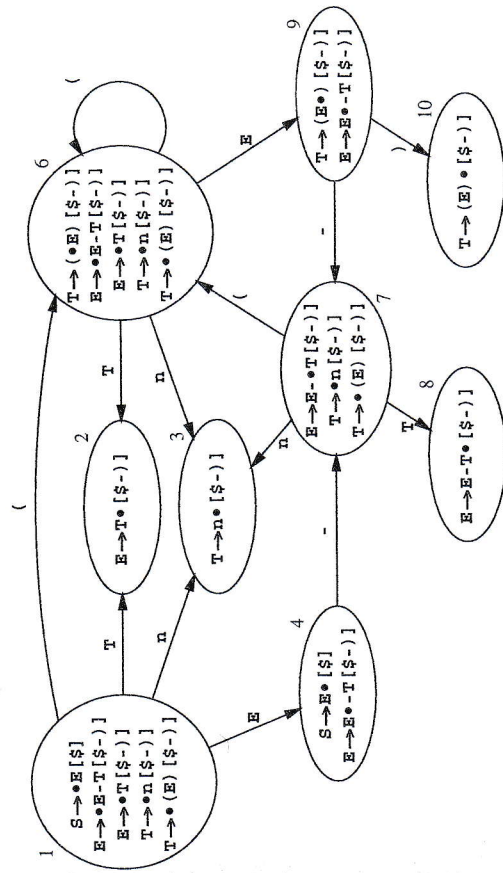 1
S→•E[$]
E→•E-T[$-)]
E→•T[$-)]
T→•n[$-)]
T→•(E)[$-)]
(
T
n
E
2
E→T•[$-)]
3
T→n•[$-)]
4
S→E•[$]
E→E•-T[$-)]
-
6
T→(•E)[$-)]
E→•E-T[$-)]
E→•T[$-)]
T→•n[$-)]
T→•(E)[$-)]
(
T
n
E
7
E→E-•T[$-)]
T→•n[$-)]
T→•(E)[$-)]
(
n
T
8
E→E-T•[$-)]
9
T→(E•)[$-)]
E→E•-T[$-)]
-
)
10
T→(E)•[$-)]